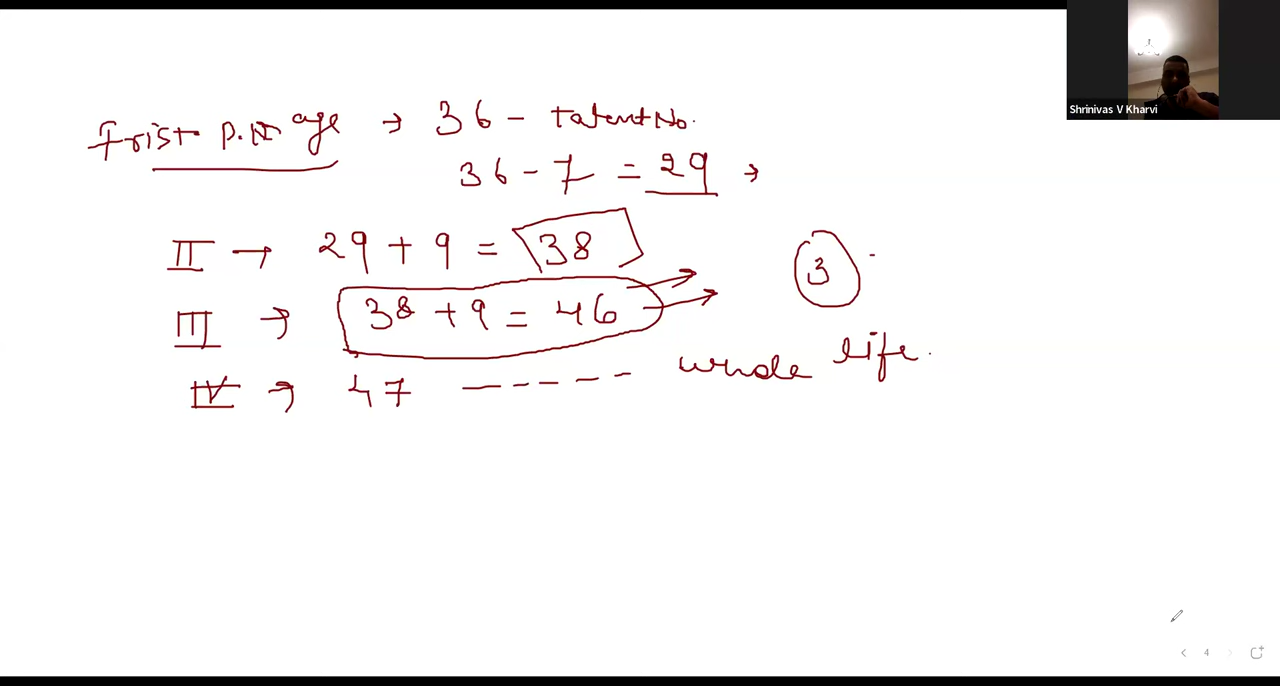 Shrinivas V Kharvi
Frist P.N age → 36 - Talent No.
36 - 7 = 29 →
II → 29 + 9 = 38
3
III → 38 + 9 = 46
IV → 47 ------ whole life.
4